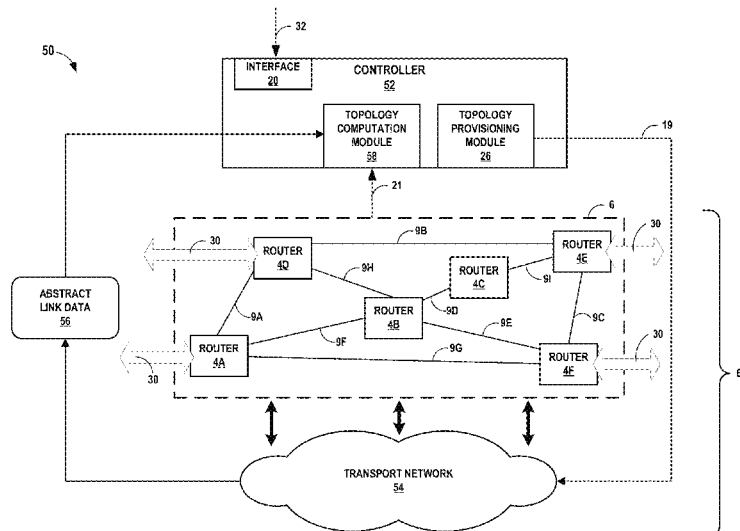 32
50
INTERFACE
20
CONTROLLER
52
TOPOLOGY
COMPUTATION
MODULE
58
TOPOLOGY
PROVISIONING
MODULE
26
19
21
6
30
9B
30
ROUTER
4D
ROUTER
4E
9H
ROUTER
4C
9I
ABSTRACT
LINK DATA
56
9A
ROUTER
4B
9D
9C
9F
9E
30
ROUTER
4A
9G
ROUTER
4F
30
8
TRANSPORT NETWORK
54